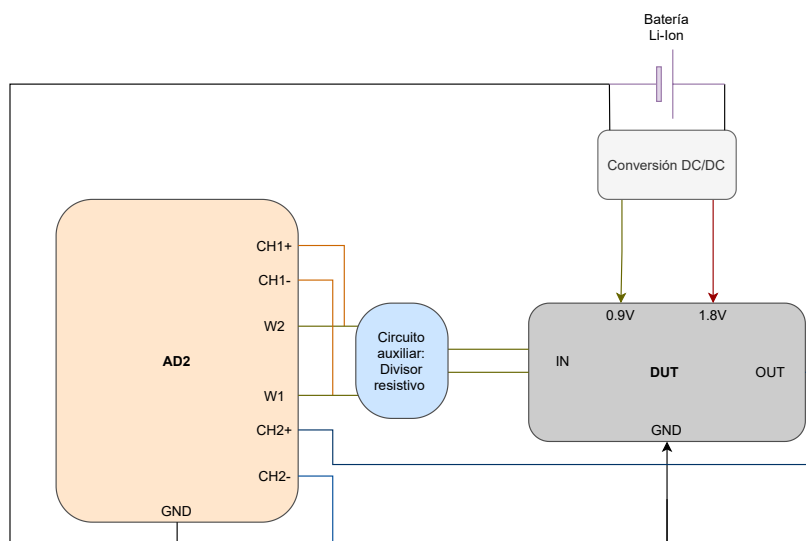 Batería
Li-Ion
Conversión DC/DC
CH1+
CH1-
W2
AD2
W1
CH2+
CH2-
GND
Circuito
auxiliar:
Divisor
resistivo
0.9V
1.8V
IN
DUT
OUT
GND